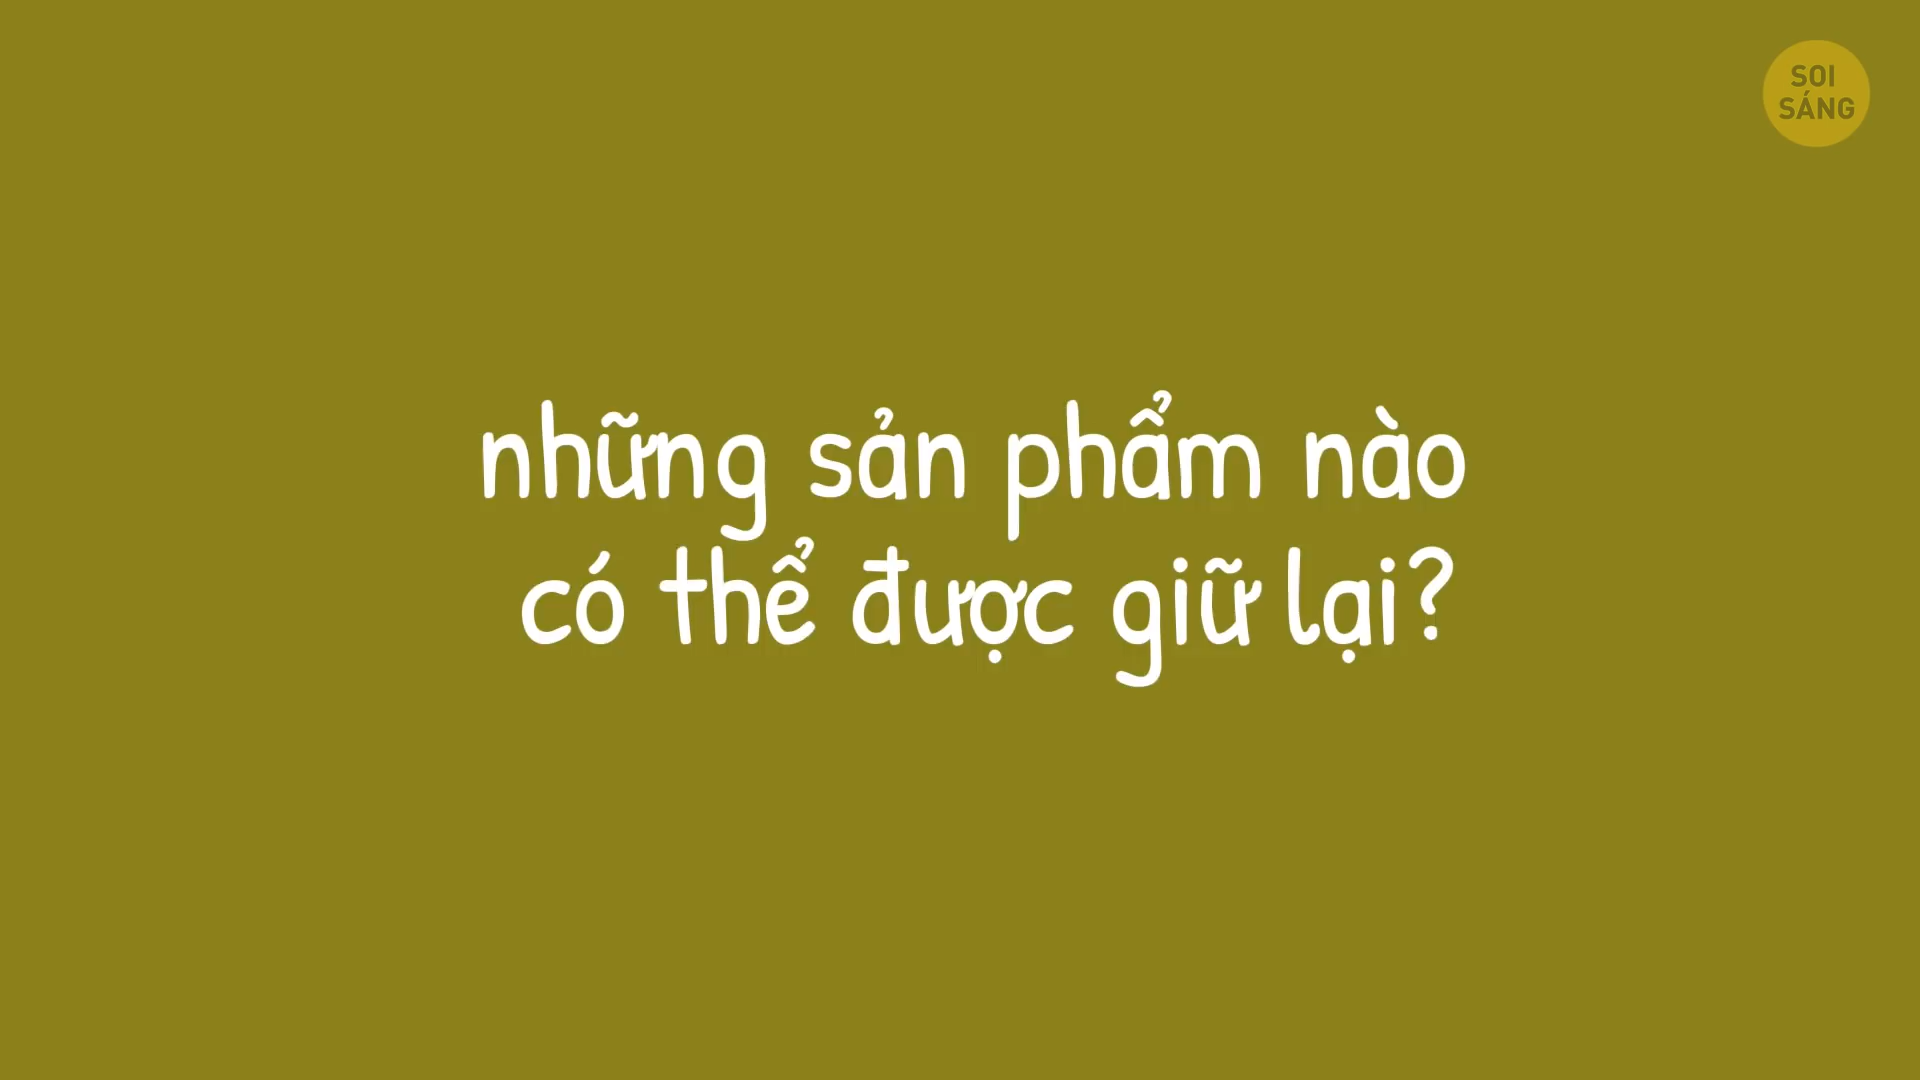 SOI
SÁNG
những sản phẩm nào
có thể được giữ lại?